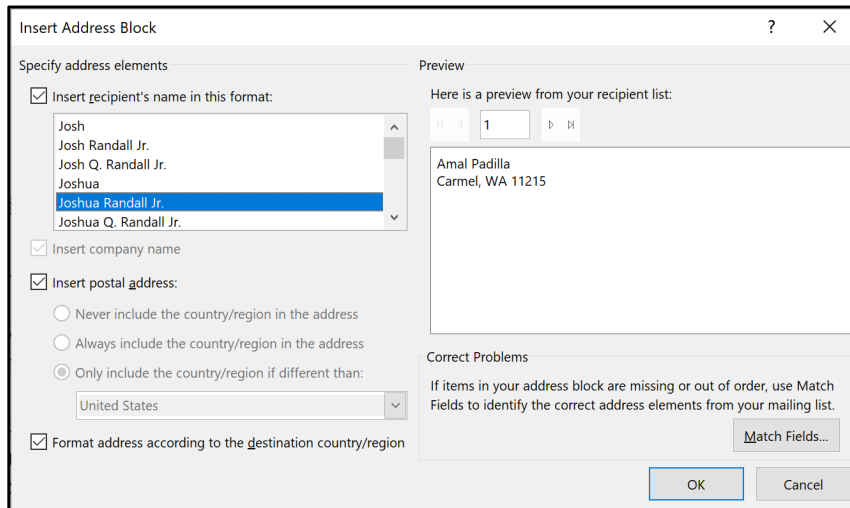 Insert Address Block
?
Specify address elements
Insert recipient's name in this format:
Josh
Josh Randall Jr.
Josh Q. Randall Jr.
Joshua
Joshua Randall Jr.
Joshua Q. Randall Jr.
Insert company name
Insert postal address:
Never include the country/region in the address
Always include the country/region in the address
Only include the country/region if different than:
United States
Format address according to the destination country/region
Preview
Here is a preview from your recipient list:
1
Amal Padilla
Carmel, WA 11215
Correct Problems
If items in your address block are missing or out of order, use Match
Fields to identify the correct address elements from your mailing list.
Match Fields...
OK
Cancel